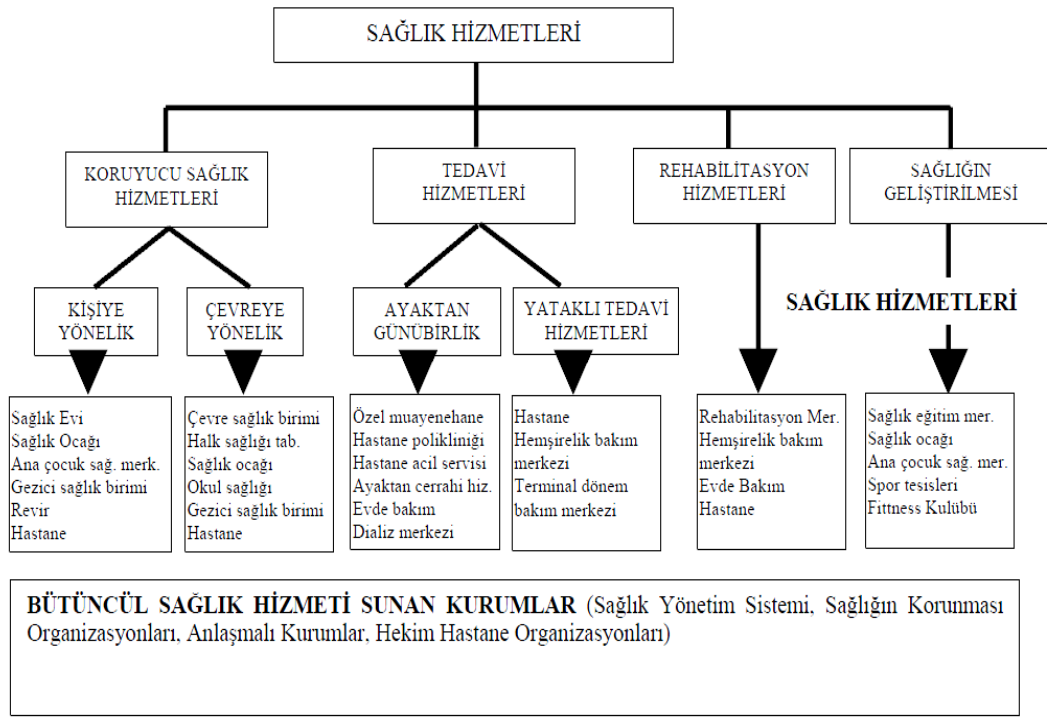 SAĞLIK HİZMETLERİ
KORUYUCU SAĞLIK
HİZMETLERİ
TEDAVİ
HİZMETLERİ
REHABİLİTASYON
HİZMETLERİ
SAĞLIĞIN
GELİŞTİRİLMESİ
KİŞİYE
YÖNELİK
ÇEVREYE
YÖNELİK
AYAKTAN
GÜNÜBİRLİK
YATAKLI TEDAVİ
HİZMETLERİ
SAĞLIK HİZMETLERİ
Sağlık Evi
Sağlık Ocağı
Ana çocuk sağ. merk.
Gezici sağlık birimi
Revir
Hastane
Çevre sağlık birimi
Halk sağlığı tab.
Sağlık ocağı
Okul sağlığı
Gezici sağlık birimi
Hastane
Özel muayenehane
Hastane polikliniği
Hastane acil servisi
Ayaktan cerrahi hiz.
Evde bakım
Dializ merkezi
Hastane
Hemşirelik bakım
merkezi
Terminal dönem
bakım merkezi
Rehabilitasyon Mer.
Hemşirelik bakım
merkezi
Evde Bakım
Hastane
Sağlık eğitim mer.
Sağlık ocağı
Ana çocuk sağ. mer.
Spor tesisleri
Fittness Kulübü
BÜTÜNCÜL SAĞLIK HİZMETİ SUNAN KURUMLAR (Sağlık Yönetim Sistemi, Sağlığın Korunması
Organizasyonları, Anlaşmalı Kurumlar, Hekim Hastane Organizasyonları)